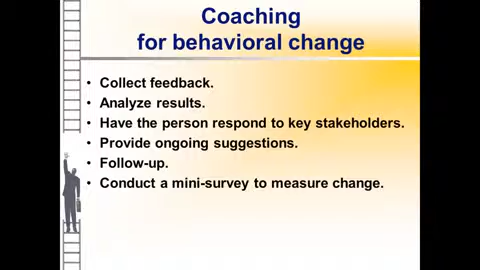 Coaching
for behavioral change
• Collect feedback.
• Analyze results.
• Have the person respond to key stakeholders.
• Provide ongoing suggestions.
• Follow-up.
• Conduct a mini-survey to measure change.